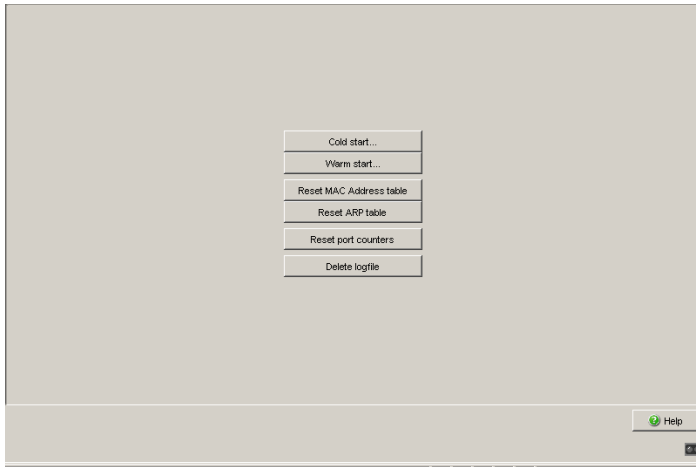 Cold start...
Warm start...
Reset MAC Address table
Reset ARP table
Reset port counters
Delete logfile
Help